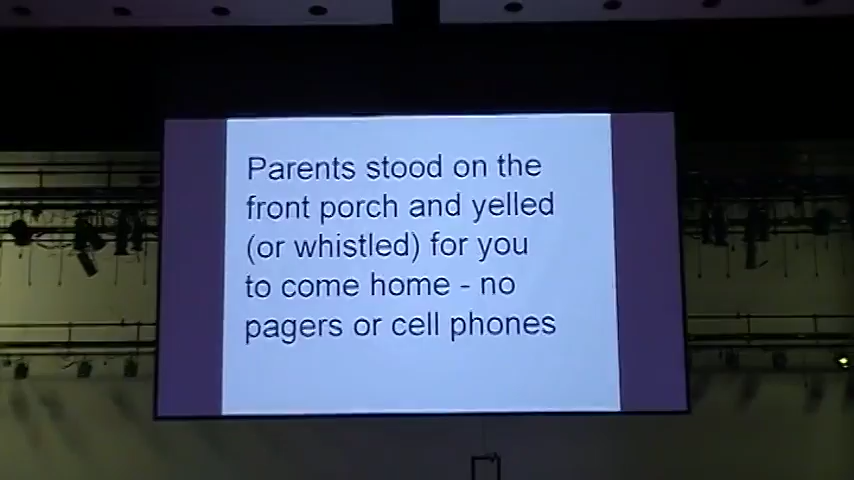 Parents stood on the
front porch and yelled
(or whistled) for you
to come home - no
pagers or cell phones